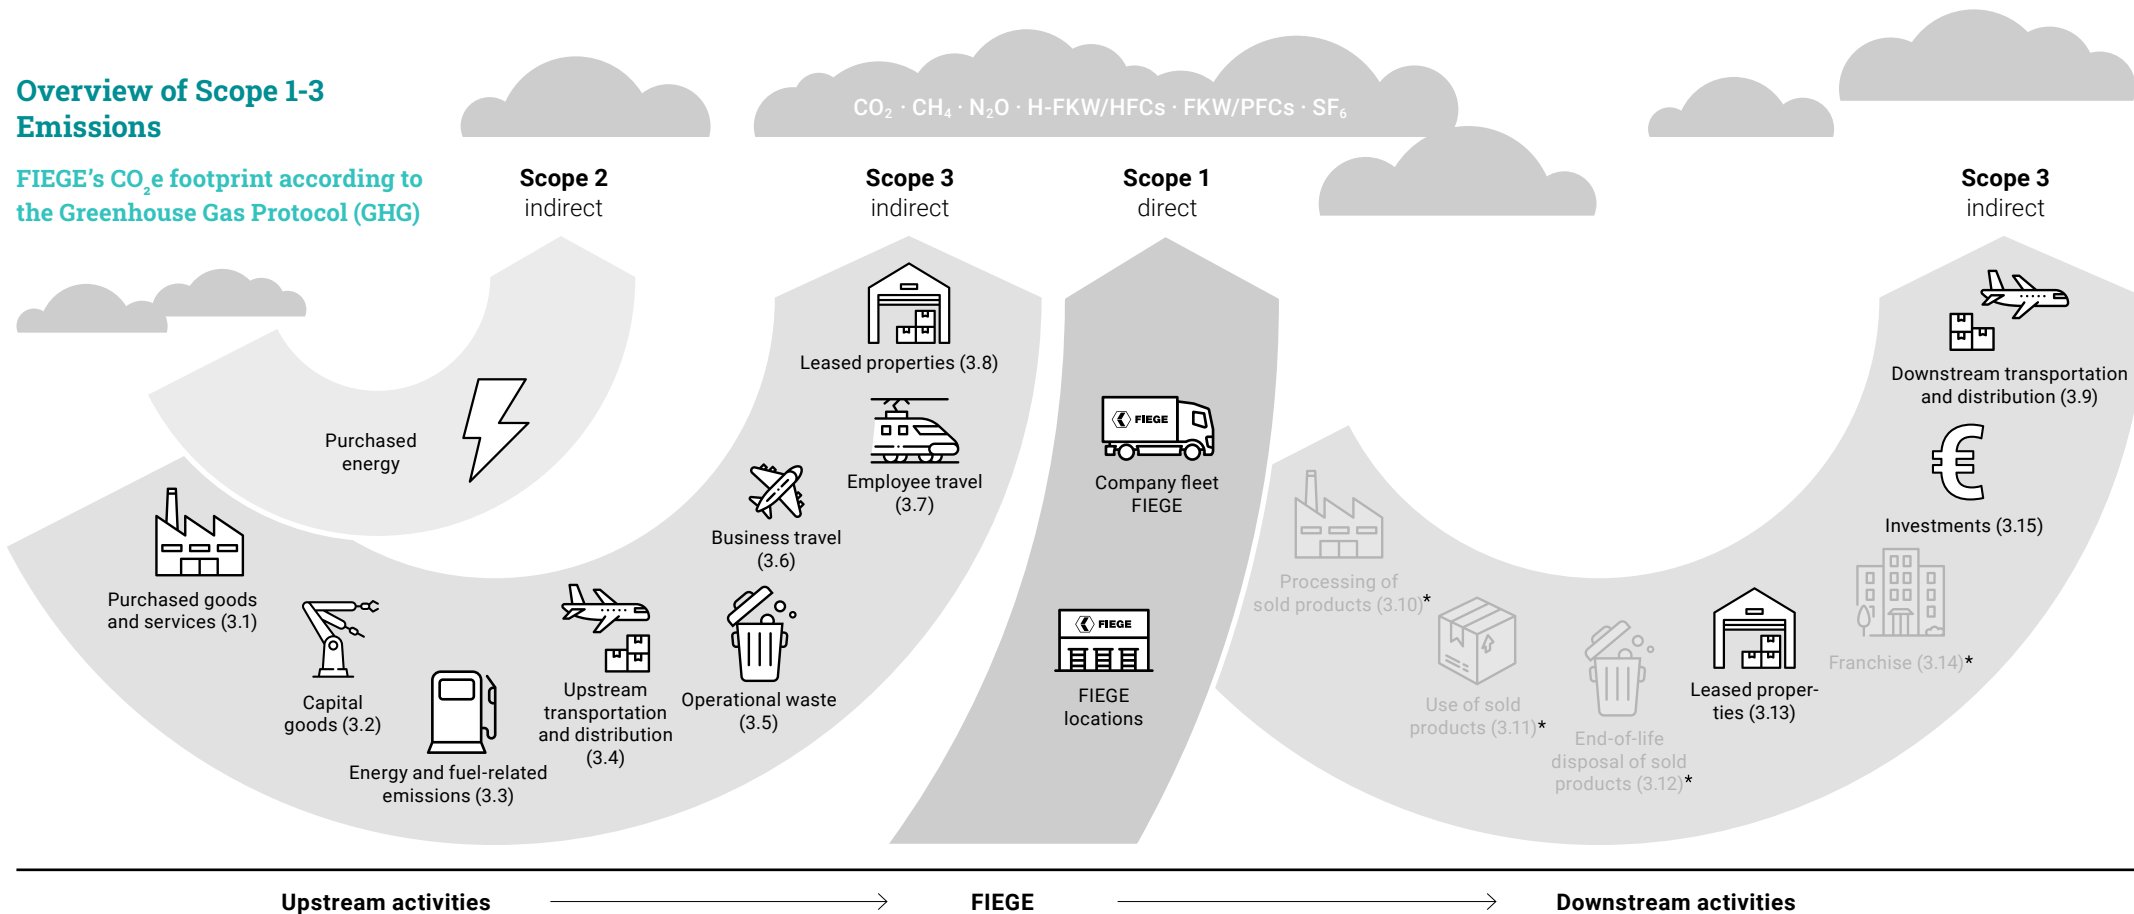 Overview of Scope 1-3
Emissions
FIEGE's CO₂e footprint according to
the Greenhouse Gas Protocol (GHG)
CO₂ · CH₄ · N₂O · H-FKW/HFCs · FKW/PFCs · SF₆
Scope 2
indirect
Scope 3
indirect
Scope 1
direct
Scope 3
indirect
Purchased
energy
Purchased goods
and services (3.1)
Capital
goods (3.2)
Energy and fuel-related
emissions (3.3)
Upstream
transportation
and distribution
(3.4)
Operational waste
(3.5)
Business travel
(3.6)
Employee travel
(3.7)
Leased properties (3.8)
FIEGE
Company fleet
FIEGE
FIEGE
FIEGE
locations
Processing of
sold products (3.10)*
Use of sold
products (3.11)*
End-of-life
disposal of sold
products (3.12)*
Leased proper-
ties (3.13)
Franchise (3.14)*
Investments (3.15)
€
Downstream transportation
and distribution (3.9)
Upstream activities
FIEGE
Downstream activities